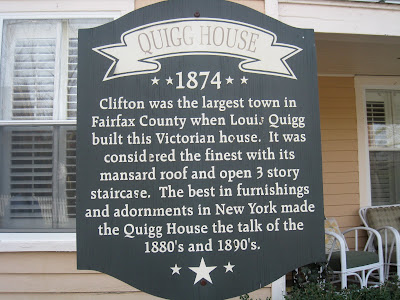 QUIGG HOUSE
1874
Clifton was the largest town in
Fairfax County when Louis Quigg
built this Victorian house. It was
considered the finest with its
mansard roof and open 3 story
staircase. The best in furnishings
and adornments in New York made
the Quigg House the talk of the
1880's and 1890's.